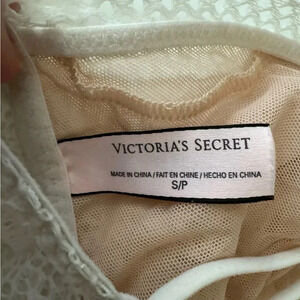 VICTORIA'S SECRET
MADE IN CHINA / FAIT EN CHINE / HECHO EN CHINA
S/P